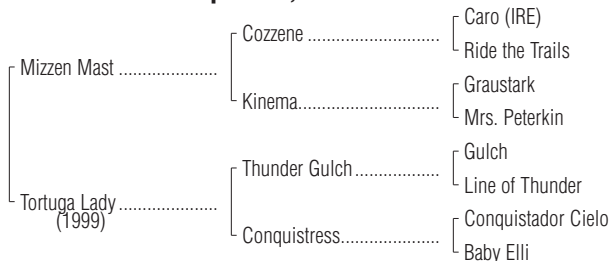 Caro (IRE)
Cozzene
Ride the Trails
Mizzen Mast
Graustark
Kinema
Mrs. Peterkin
Gulch
Thunder Gulch
Line of Thunder
Tortuga Lady
(1999)
Conquistador Cielo
Conquistress
Baby Elli